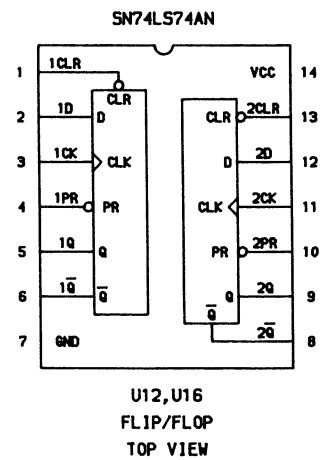 SN74LS74AN
1 1CLR VCC 14
CLR
2 1D D CLR 2CLR 13
3 1CK CLK D 2D 12
4 1PR PR CLK 2CK 11
5 1Q Q PR 2PR 10
6 1Q̅ Q̅ Q 2Q 9
Q̅
7 GND 2Q̅ 8
U12,U16
FLIP/FLOP
TOP VIEW